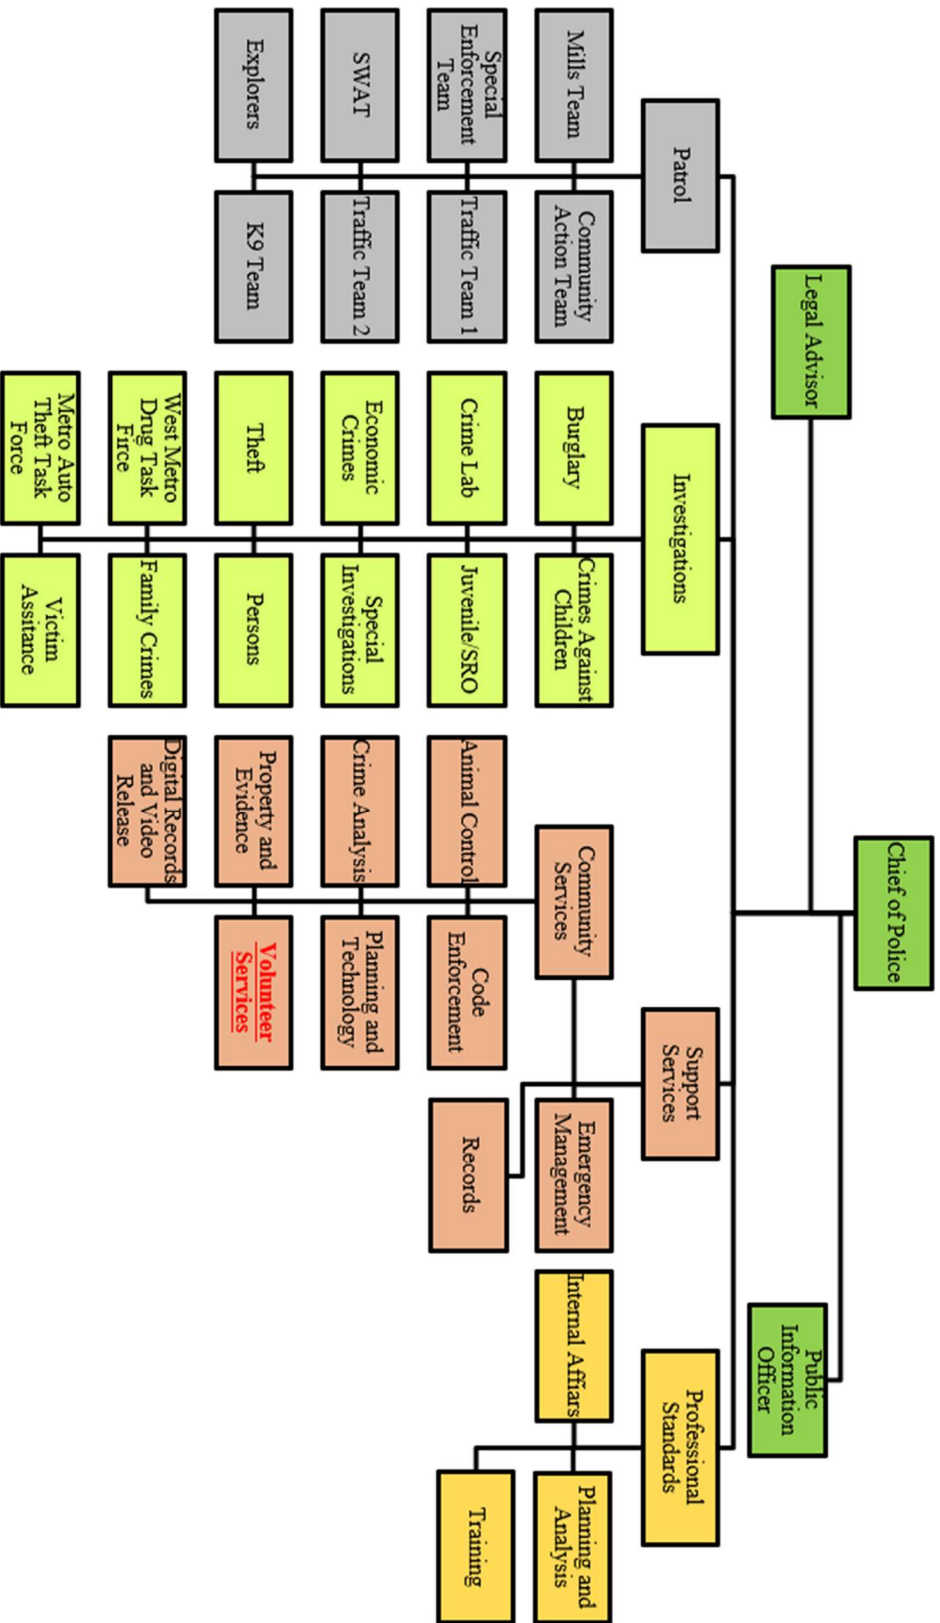 Chief of Police
Legal Advisor
Public
Information
Officer
Patrol
Mills Team
Community
Action Team
Special
Enforcement
Team
Traffic Team 1
SWAT
Traffic Team 2
Explorers
K9 Team
Investigations
Burglary
Crimes Against
Children
Crime Lab
Juvenile/SRO
Economic
Crimes
Special
Investigations
Theft
Persons
West Metro
Drug Task
Firce
Family Crimes
Metro Auto
Theft Task
Force
Victim
Assitance
Support
Services
Community
Services
Emergency
Management
Records
Animal Control
Code
Enforcement
Crime Analysis
Planning and
Technology
Property and
Evidence
Volunteer
Services
Digital Records
and Video
Release
Professional
Standards
Internal Affiars
Planning and
Analysis
Training